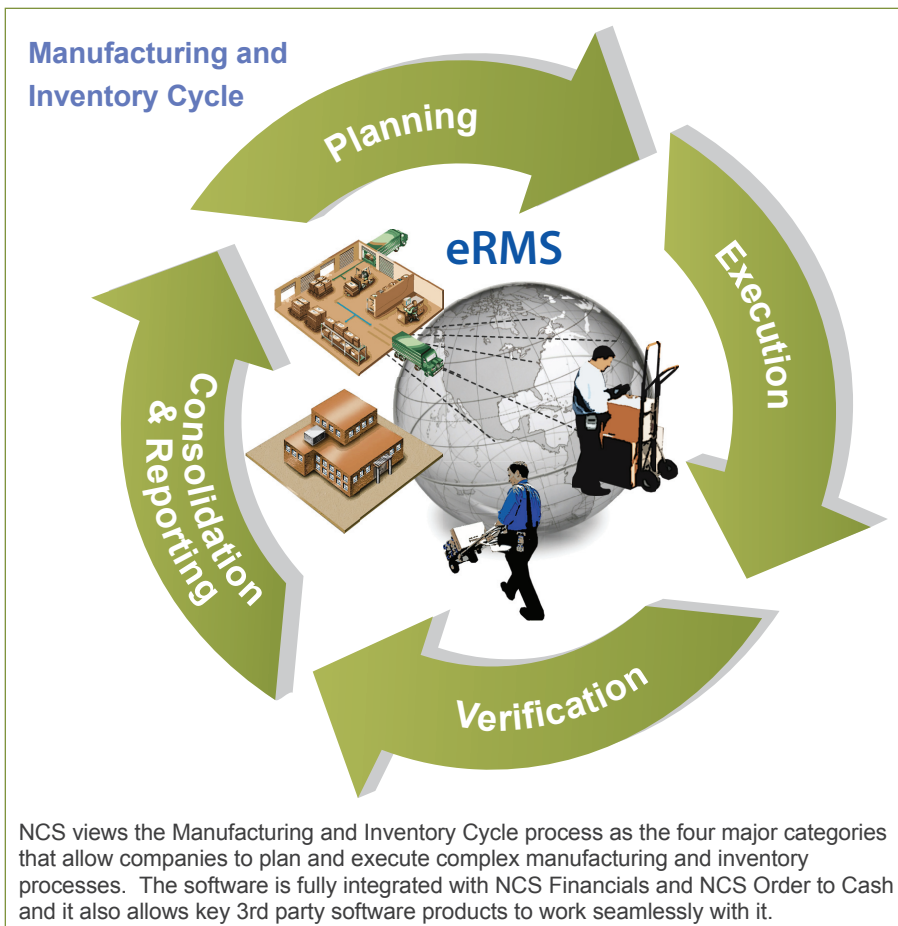 Manufacturing and
Inventory Cycle
Planning
eRMS
Execution
Verification
Consolidation
& Reporting
NCS views the Manufacturing and Inventory Cycle process as the four major categories
that allow companies to plan and execute complex manufacturing and inventory
processes.  The software is fully integrated with NCS Financials and NCS Order to Cash
and it also allows key 3rd party software products to work seamlessly with it.